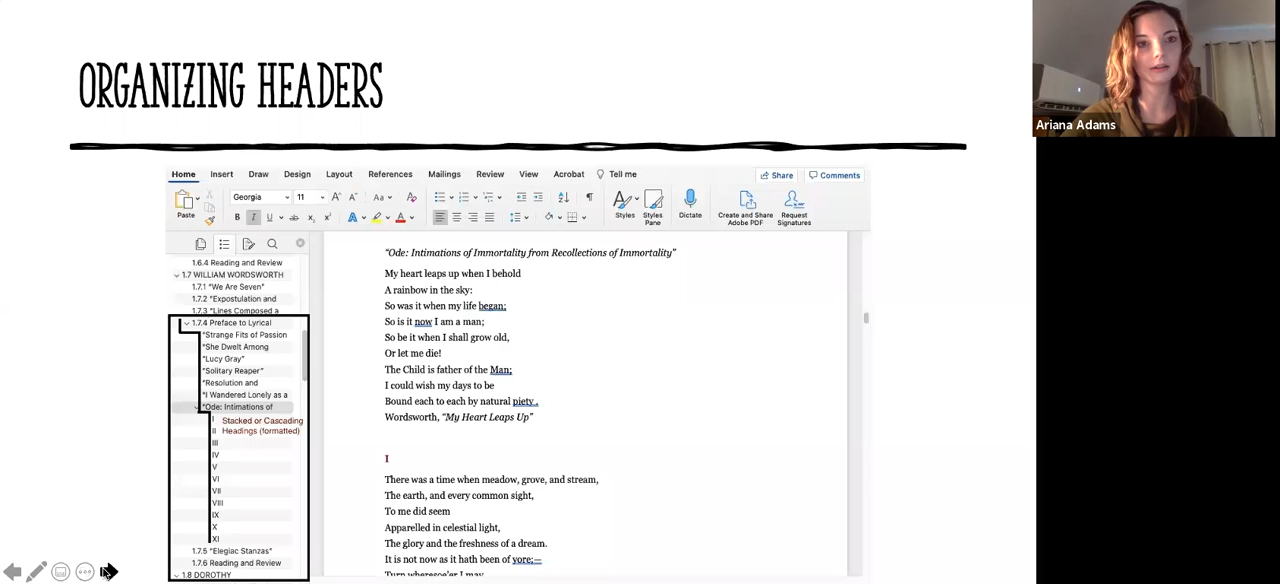 ORGANIZING HEADERS
Ariana Adams
Home Insert Draw Design Layout References Mailings Review View Acrobat Tell me
Share Comments
Paste
Georgia 11 Aa
B I U ab x₂ x² A A
Styles Styles Pane Dictate Create and Share Adobe PDF Request Signatures
1.6.4 Reading and Review
1.7 WILLIAM WORDSWORTH
1.7.1 "We Are Seven"
1.7.2 "Expostulation and
1.7.3 "Lines Composed a
1.7.4 Preface to Lyrical
"Strange Fits of Passion
"She Dwelt Among
"Lucy Gray"
"Solitary Reaper"
"Resolution and
"I Wandered Lonely as a
"Ode: Intimations of
I
II
III
IV
V
VI
VII
VIII
IX
X
XI
Stacked or Cascading
Headings (formatted)
1.7.5 "Elegiac Stanzas"
1.7.6 Reading and Review
1.8 DOROTHY
"Ode: Intimations of Immortality from Recollections of Immortality"
My heart leaps up when I behold
A rainbow in the sky:
So was it when my life began;
So is it now I am a man;
So be it when I shall grow old,
Or let me die!
The Child is father of the Man;
I could wish my days to be
Bound each to each by natural piety .
Wordsworth, "My Heart Leaps Up"
I
There was a time when meadow, grove, and stream,
The earth, and every common sight,
To me did seem
Apparelled in celestial light,
The glory and the freshness of a dream.
It is not now as it hath been of yore;—
Turn wheresoe'er I may